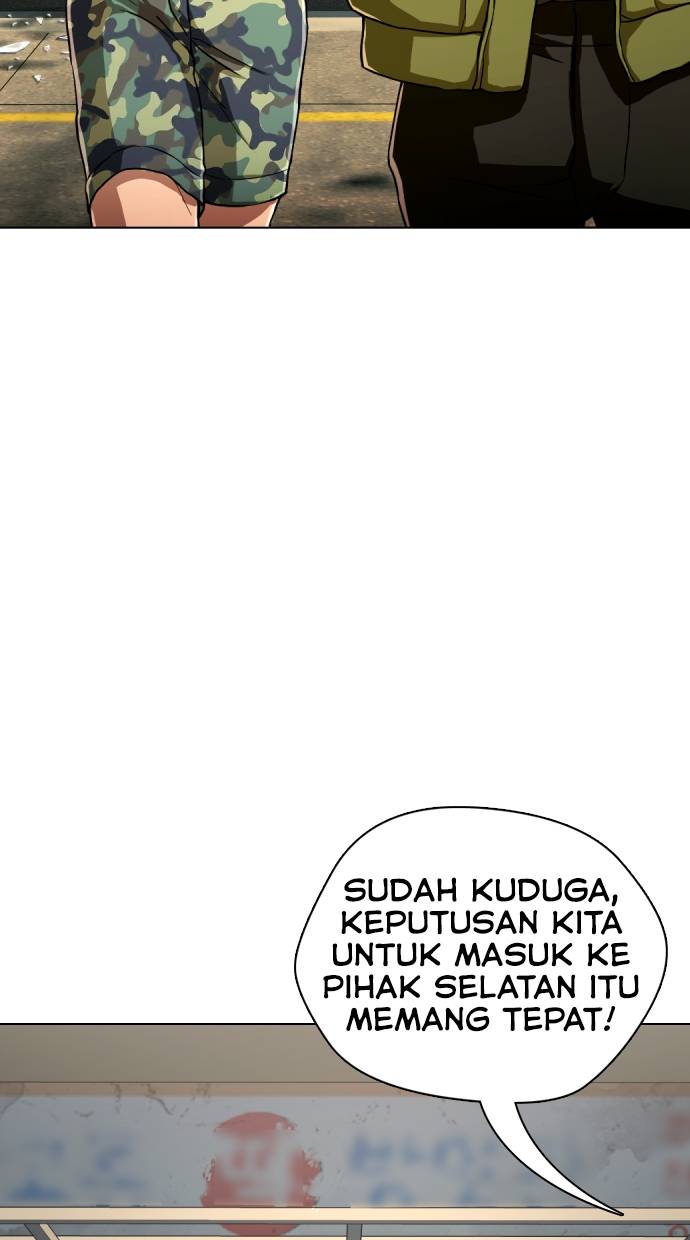 SUDAH KUDUGA,
KEPUTUSAN KITA
UNTUK MASUK KE
PIHAK SELATAN ITU
MEMANG TEPAT!